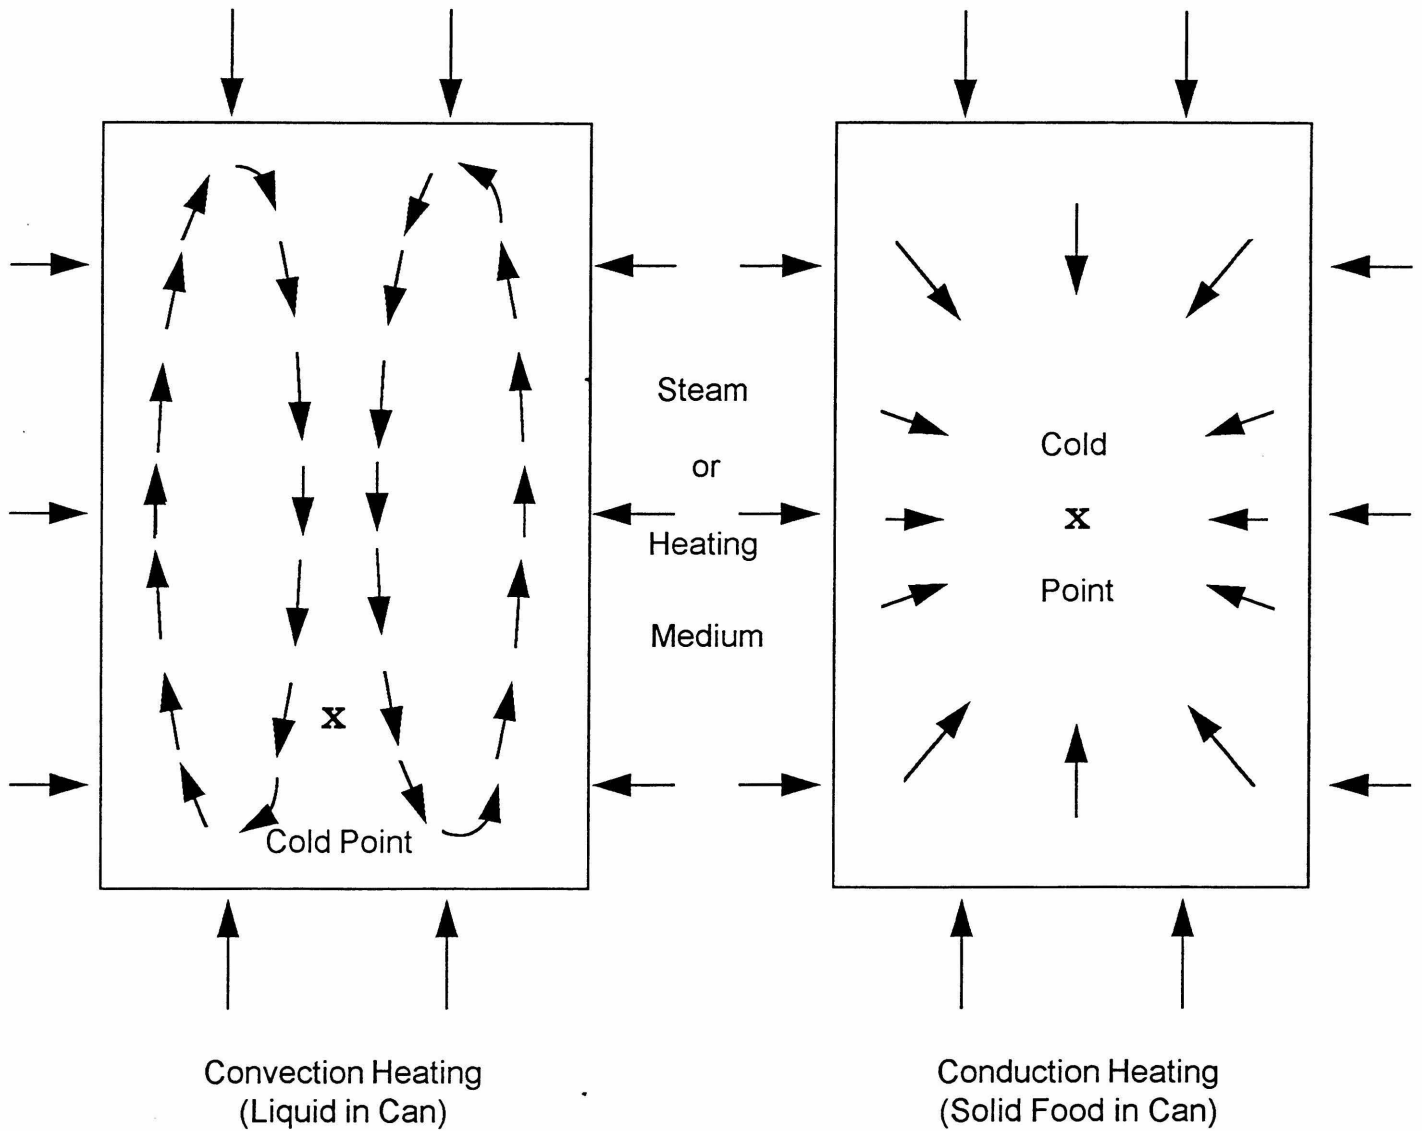 Steam
or
Heating
Medium
x
Cold Point
Cold
x
Point
Convection Heating
(Liquid in Can)
Conduction Heating
(Solid Food in Can)